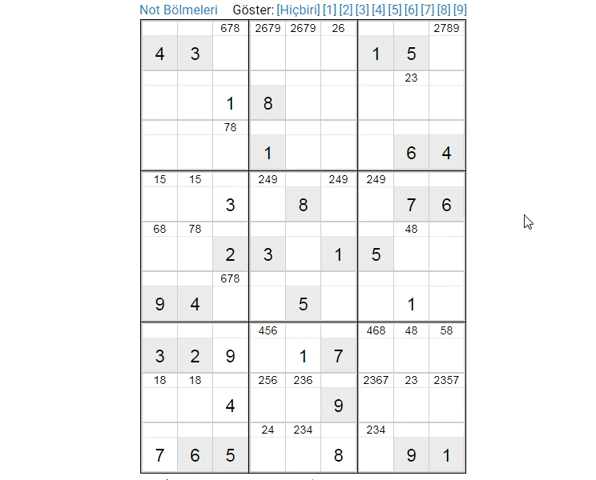 Not Bölmeleri Göster: [Hiçbiri] [1] [2] [3] [4] [5] [6] [7] [8] [9]
678 2679 2679 26 2789
4 3 1 5
23
1 8
78
1 6 4
15 15 249 249 249
3 8 7 6
68 78 48
2 3 1 5
678
9 4 5 1
456 468 48 58
3 2 9 1 7
18 18 256 236 2367 23 2357
4 9
24 234 234
7 6 5 8 9 1